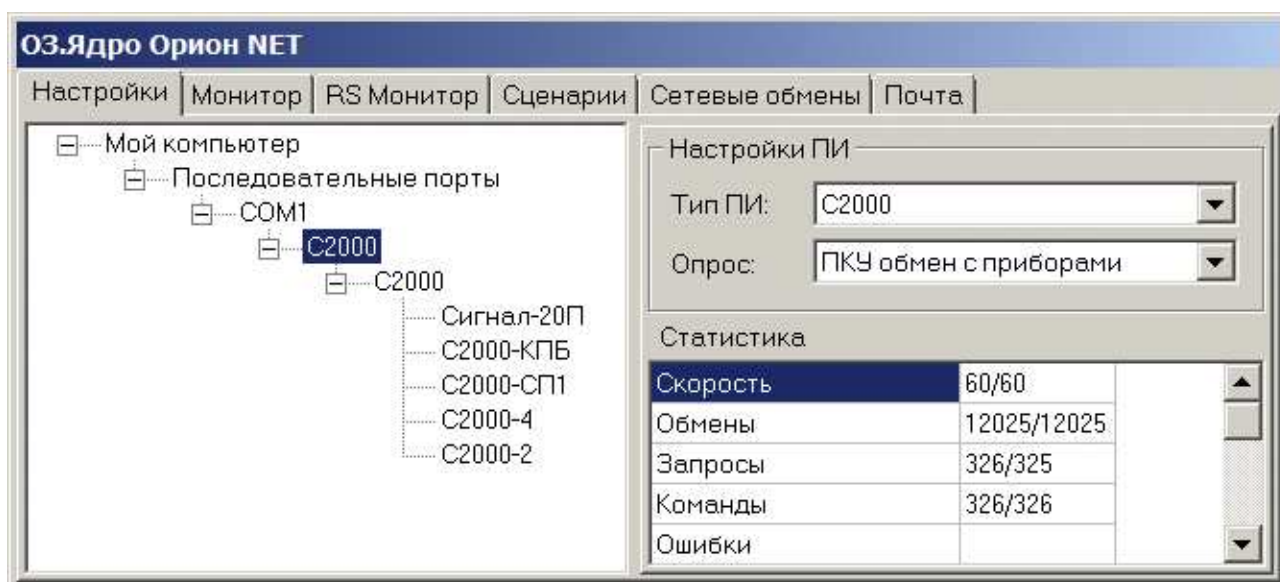 ОЗ.Ядро Орион NET
Настройки Монитор RS Монитор Сценарии Сетевые обмены Почта
Мой компьютер
Последовательные порты
COM1
С2000
С2000
Сигнал-20П
С2000-КПБ
С2000-СП1
С2000-4
С2000-2
Настройки ПИ
Тип ПИ: С2000
Опрос: ПКУ обмен с приборами
Статистика
Скорость 60/60
Обмены 12025/12025
Запросы 326/325
Команды 326/326
Ошибки